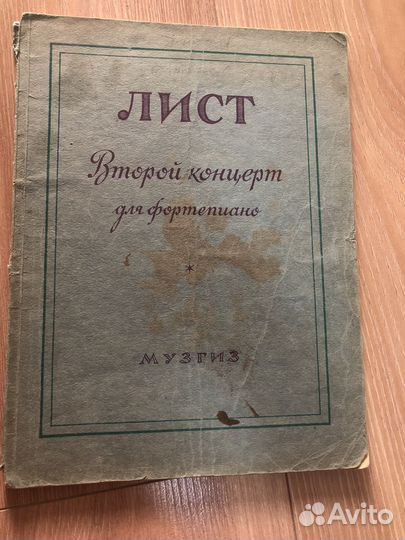 ЛИСТ
Второй концерт
для фортепиано
*
МУЗГИЗ
Avito